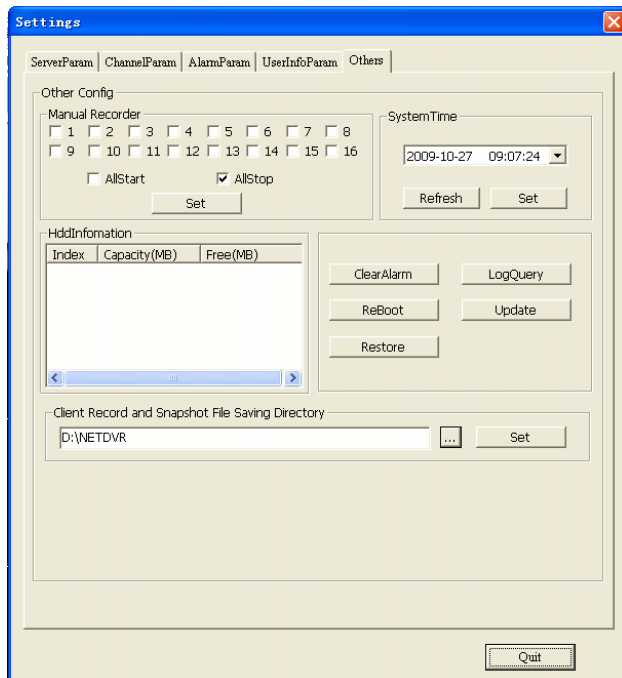 Settings
ServerParam ChannelParam AlarmParam UserInfoParam Others
Other Config
Manual Recorder
1 2 3 4 5 6 7 8
9 10 11 12 13 14 15 16
AllStart AllStop
Set
SystemTime
2009-10-27 09:07:24
Refresh Set
HddInfomation
Index Capacity(MB) Free(MB)
ClearAlarm LogQuery
ReBoot Update
Restore
Client Record and Snapshot File Saving Directory
D:\NETDVR ... Set
Quit